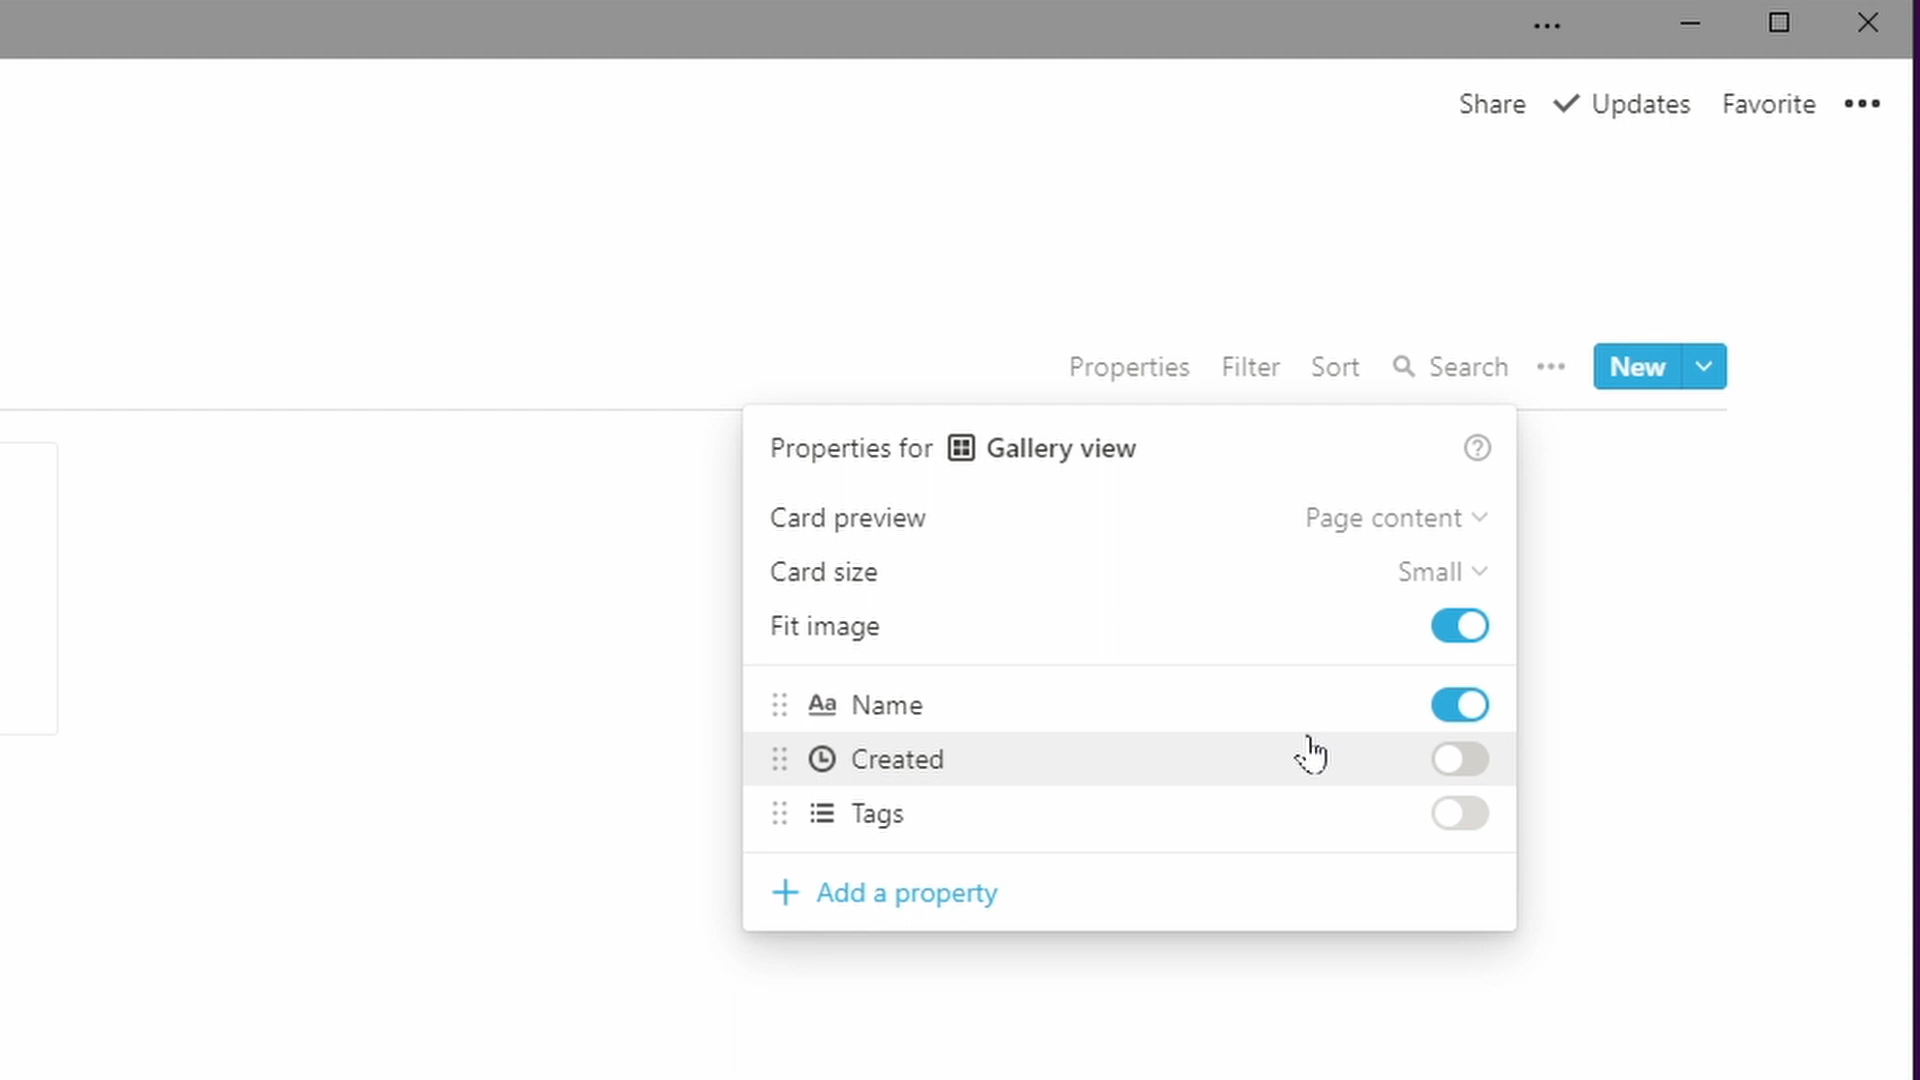 Share Updates Favorite
Properties Filter Sort Search New
Properties for Gallery view
Card preview Page content
Card size Small
Fit image
Aa Name
Created
Tags
+ Add a property